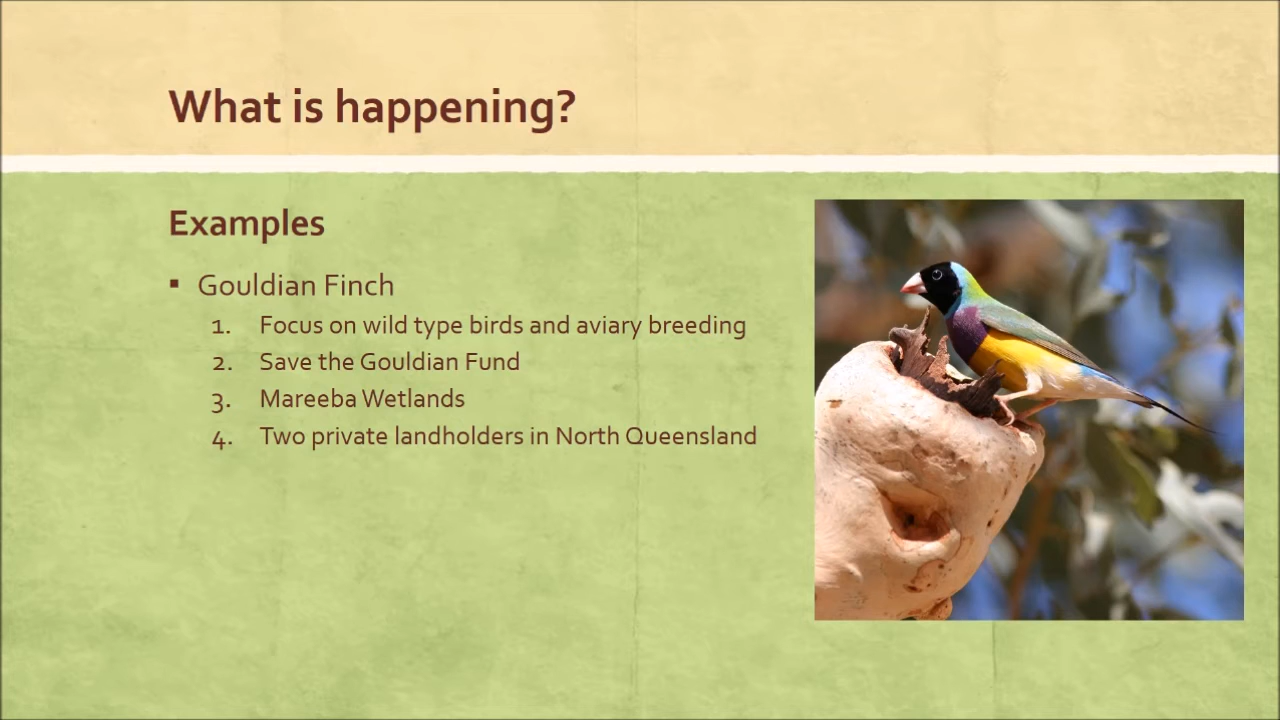 What is happening?
Examples
▪ Gouldian Finch
1. Focus on wild type birds and aviary breeding
2. Save the Gouldian Fund
3. Mareeba Wetlands
4. Two private landholders in North Queensland